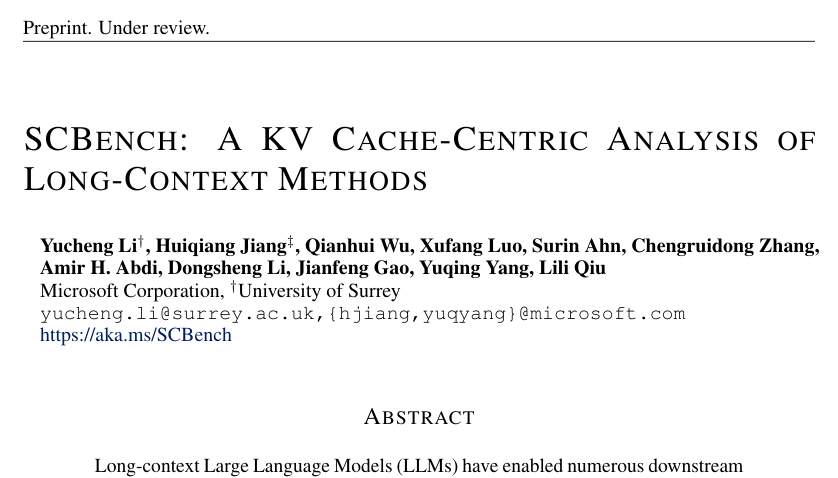 Preprint. Under review.
SCBENCH: A KV CACHE-CENTRIC ANALYSIS OF
LONG-CONTEXT METHODS
Yucheng Li†, Huiqiang Jiang‡, Qianhui Wu, Xufang Luo, Surin Ahn, Chengruidong Zhang,
Amir H. Abdi, Dongsheng Li, Jianfeng Gao, Yuqing Yang, Lili Qiu
Microsoft Corporation, †University of Surrey
yucheng.li@surrey.ac.uk,{hjiang,yuqyang}@microsoft.com
https://aka.ms/SCBench
ABSTRACT
Long-context Large Language Models (LLMs) have enabled numerous downstream